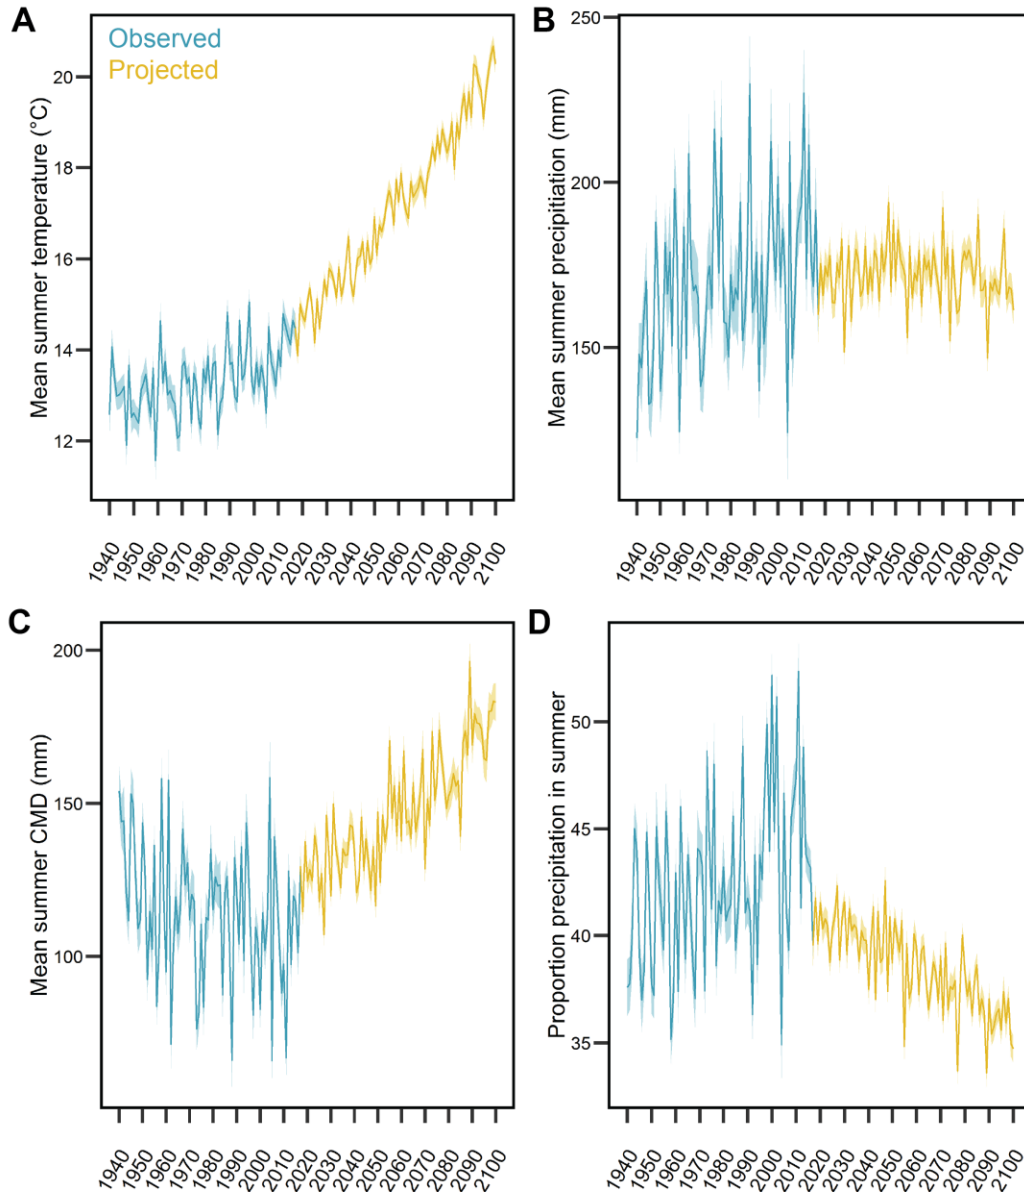 A
Observed
Projected
Mean summer temperature (°C)
20
18
16
14
12
1940 1950 1960 1970 1980 1990 2000 2010 2020 2030 2040 2050 2060 2070 2080 2090 2100
B
Mean summer precipitiation (mm)
250
200
150
1940 1950 1960 1970 1980 1990 2000 2010 2020 2030 2040 2050 2060 2070 2080 2090 2100
C
Mean summer CMD (mm)
200
150
100
1940 1950 1960 1970 1980 1990 2000 2010 2020 2030 2040 2050 2060 2070 2080 2090 2100
D
Proportion precipitation in summer
50
45
40
35
1940 1950 1960 1970 1980 1990 2000 2010 2020 2030 2040 2050 2060 2070 2080 2090 2100